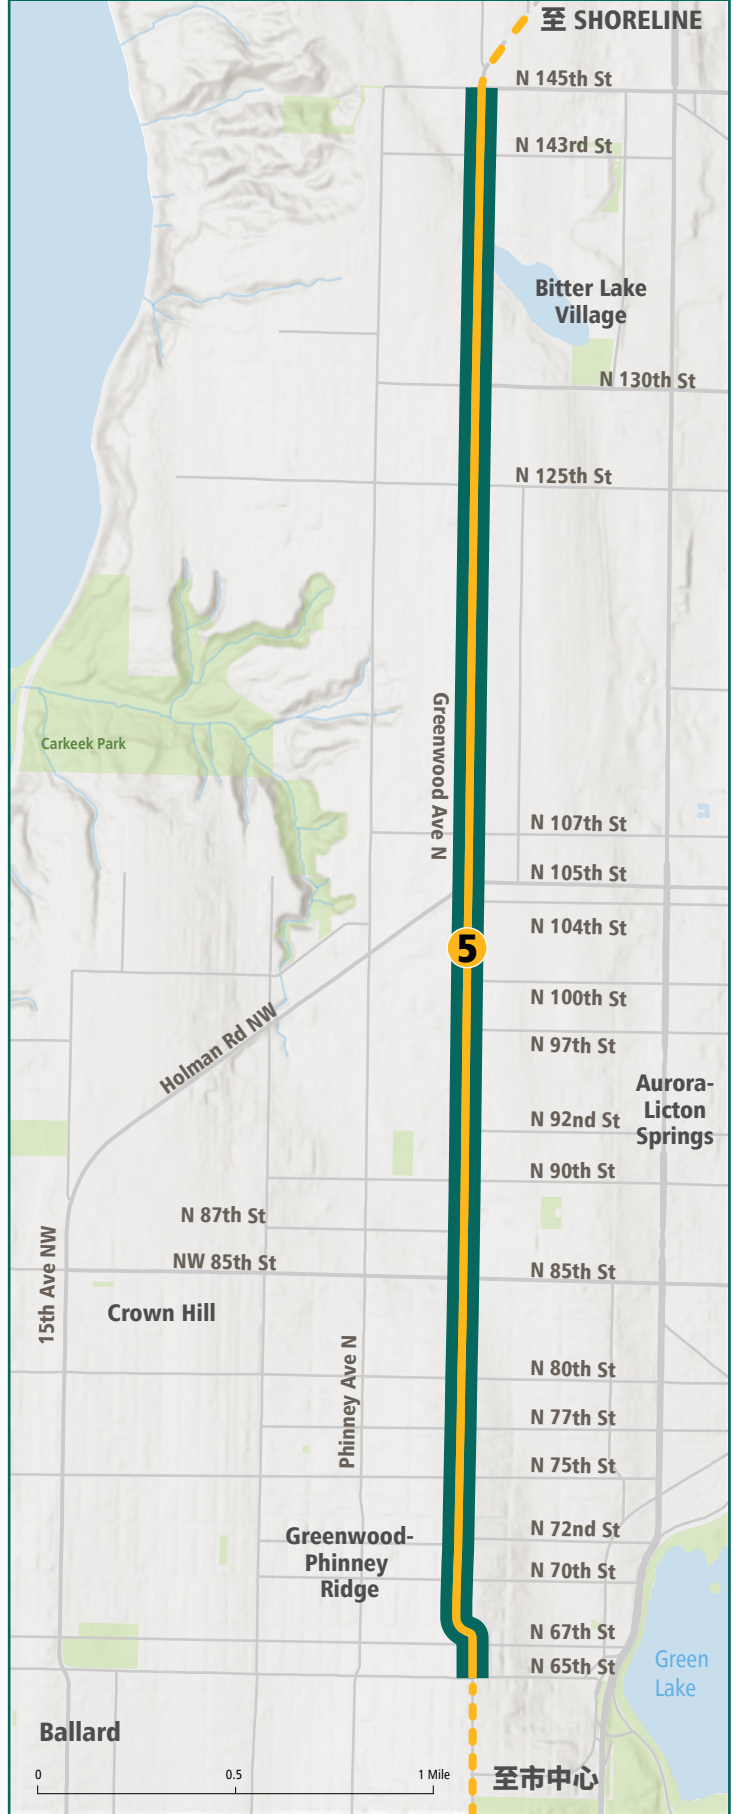 至 SHORELINE
N 145th St
N 143rd St
Bitter Lake
Village
N 130th St
N 125th St
Greenwood Ave N
Carkeek Park
N 107th St
N 105th St
N 104th St
5
N 100th St
Holman Rd NW
N 97th St
Aurora-
Licton
Springs
N 92nd St
N 90th St
N 87th St
15th Ave NW
NW 85th St
N 85th St
Crown Hill
Phinney Ave N
N 80th St
N 77th St
N 75th St
Greenwood-
Phinney
Ridge
N 72nd St
N 70th St
N 67th St
N 65th St
Green
Lake
Ballard
0 0.5 1 Mile
至市中心